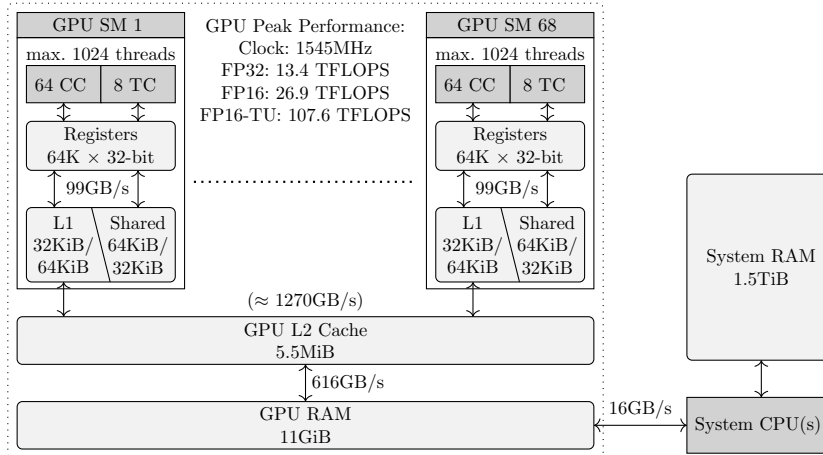 GPU SM 1
max. 1024 threads
64 CC
8 TC
Registers
64K × 32-bit
99GB/s
L1
32KiB/
64KiB
Shared
64KiB/
32KiB
GPU Peak Performance:
Clock: 1545MHz
FP32: 13.4 TFLOPS
FP16: 26.9 TFLOPS
FP16-TU: 107.6 TFLOPS
GPU SM 68
max. 1024 threads
64 CC
8 TC
Registers
64K × 32-bit
99GB/s
L1
32KiB/
64KiB
Shared
64KiB/
32KiB
(≈ 1270GB/s)
GPU L2 Cache
5.5MiB
616GB/s
GPU RAM
11GiB
16GB/s
System RAM
1.5TiB
System CPU(s)